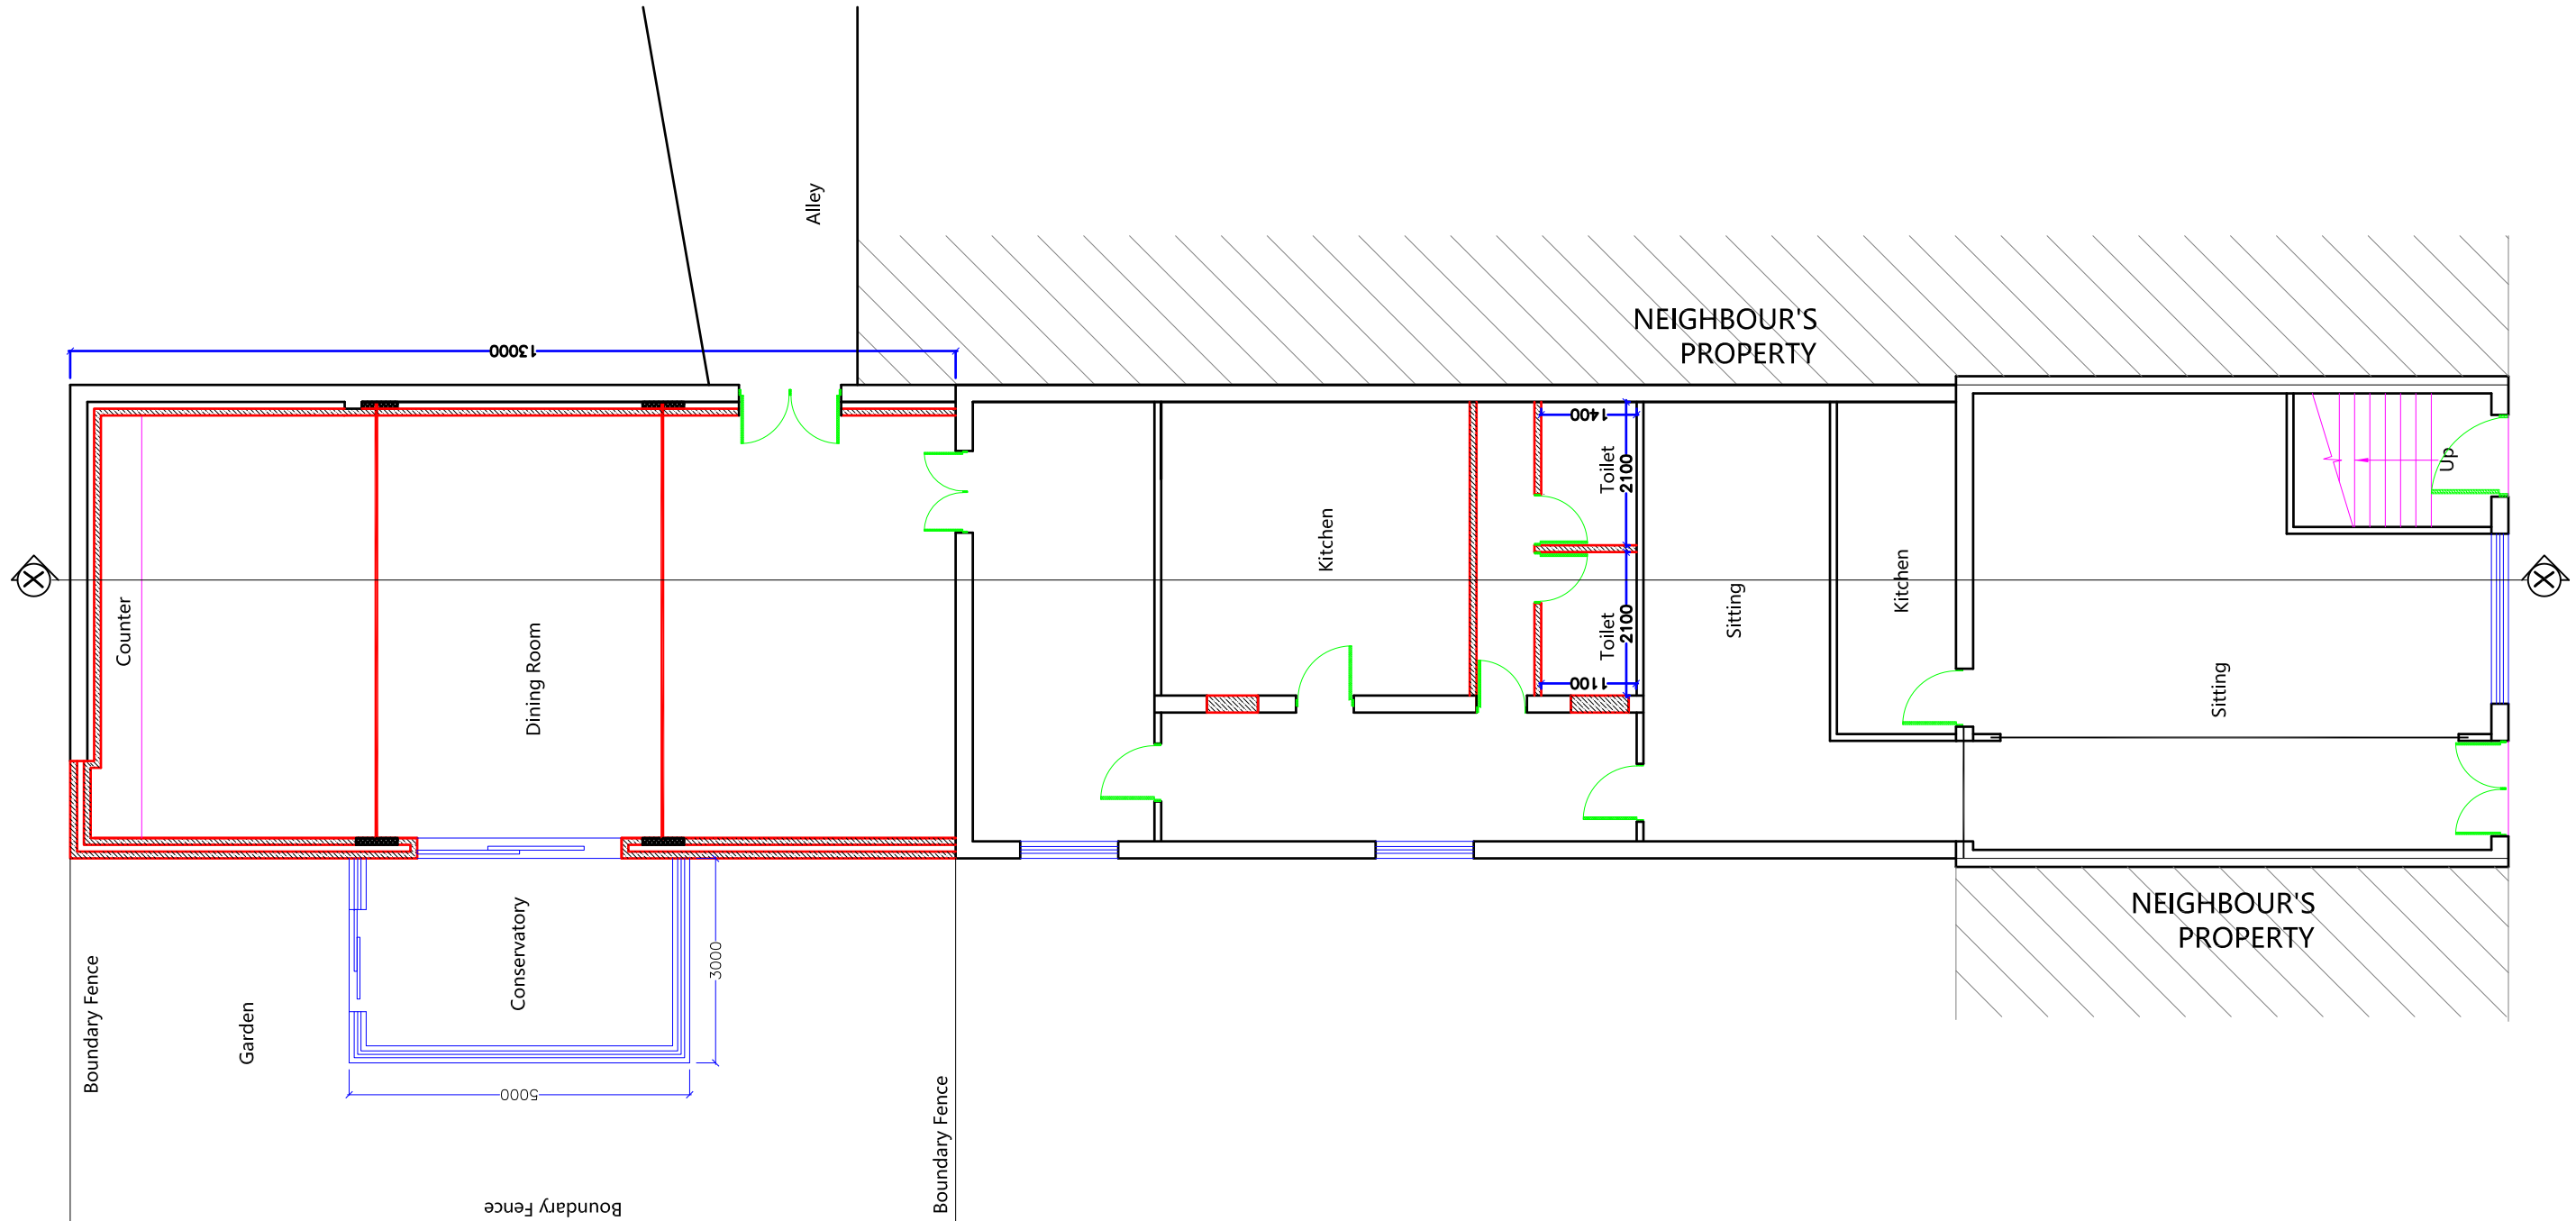 Alley
13000
NEIGHBOUR'S
PROPERTY
1400
Toilet
2100
Up
Kitchen
Kitchen
X
X
Counter
Dining Room
Toilet
2100
Sitting
Sitting
1100
NEIGHBOUR'S
PROPERTY
Conservatory
3000
Boundary Fence
Garden
5000
Boundary Fence
Boundary Fence